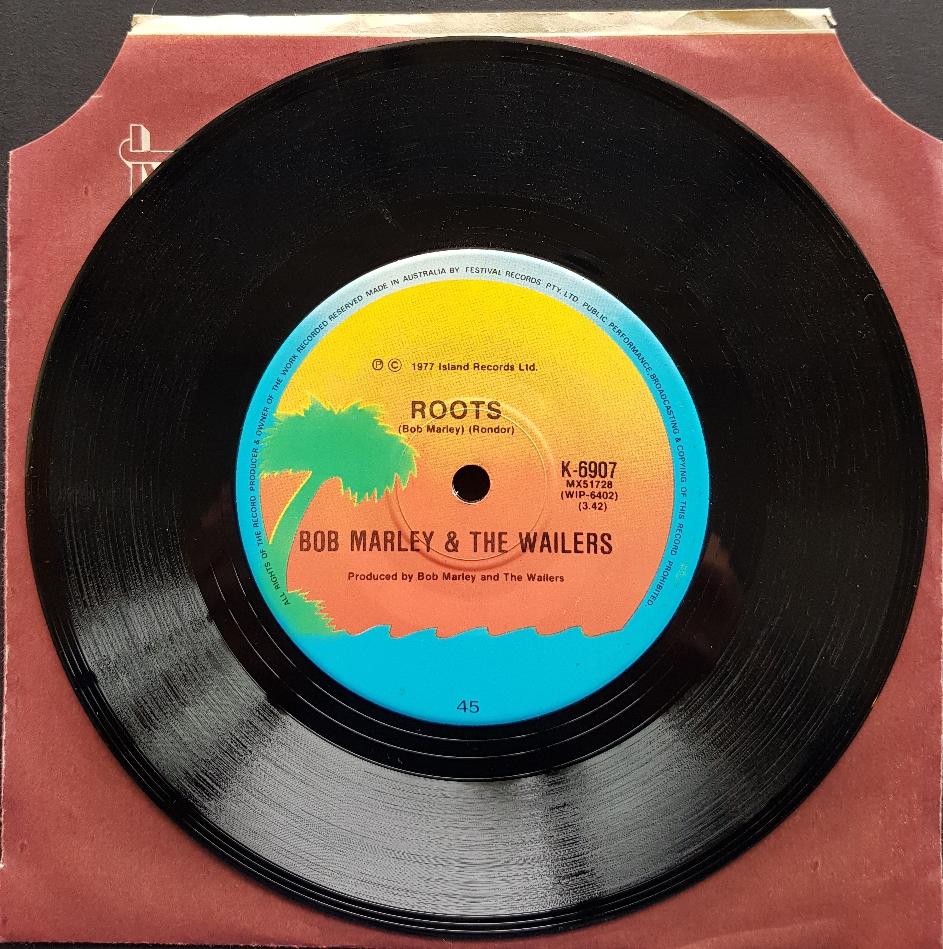 ALL RIGHTS OF THE RECORD PRODUCER & OWNER OF THE WORK RECORDED RESERVED MADE IN AUSTRALIA BY FESTIVAL RECORDS PTY. LTD. PUBLIC PERFORMANCE, BROADCASTING & COPYING OF THIS RECORD PROHIBITED.
Ⓟ © 1977 Island Records Ltd.
ROOTS
(Bob Marley) (Rondor)
K-6907
MX51728
(WIP-6402)
(3.42)
BOB MARLEY & THE WAILERS
Produced by Bob Marley and The Wailers
45